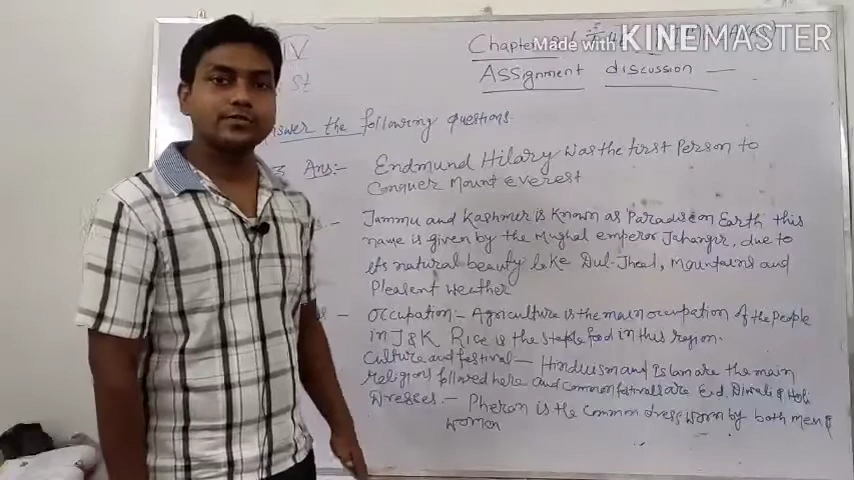 IV
St
Chapter
Made with KINEMASTER
Assignment discussion —
nswer the following questions
3 Ans:- Endmund Hilary was the first Person to
Conquer Mount everest
- Jammu and Kashmir is known as Paradise on Earth this
name is given by the Mughal emperor Jahangir, due to
its natural beauty like Dul-Jheel, Mountains and
Pleasent weather
- Occupation - Agriculture is the main occupation of the People
in J&K Rice is the staple food in this region.
Culture and festival - Hinduism and Islam are the main
religion followed here and common festivals are Eid, Diwali & Holi
Dresses.- Pheran is the common dress worn by both men &
women